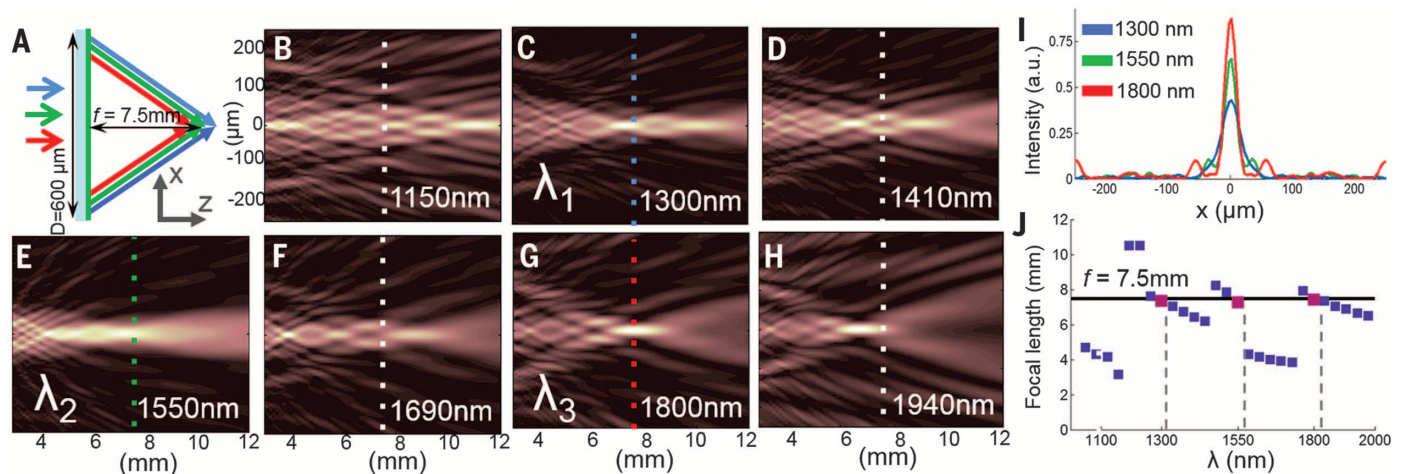 A
f = 7.5mm
D=600 μm
X
Z
B
200
100
0
(μm)
-100
-200
1150nm
C
λ1
1300nm
D
1410nm
E
λ2
1550nm
4 6 8 10 12
(mm)
F
1690nm
4 6 8 10 12
(mm)
G
λ3
1800nm
4 6 8 10 12
(mm)
H
1940nm
4 6 8 10 12
(mm)
I
1300 nm
1550 nm
1800 nm
Intensity (a.u.)
0.75
0.5
0.25
0
-200 -100 0 100 200
x (μm)
J
f = 7.5mm
Focal length (mm)
12
10
8
6
4
2
0
1100 1300 1550 1800 2000
λ (nm)